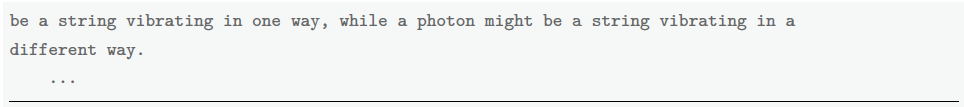 be a string vibrating in one way, while a photon might be a string vibrating in a
different way.
...